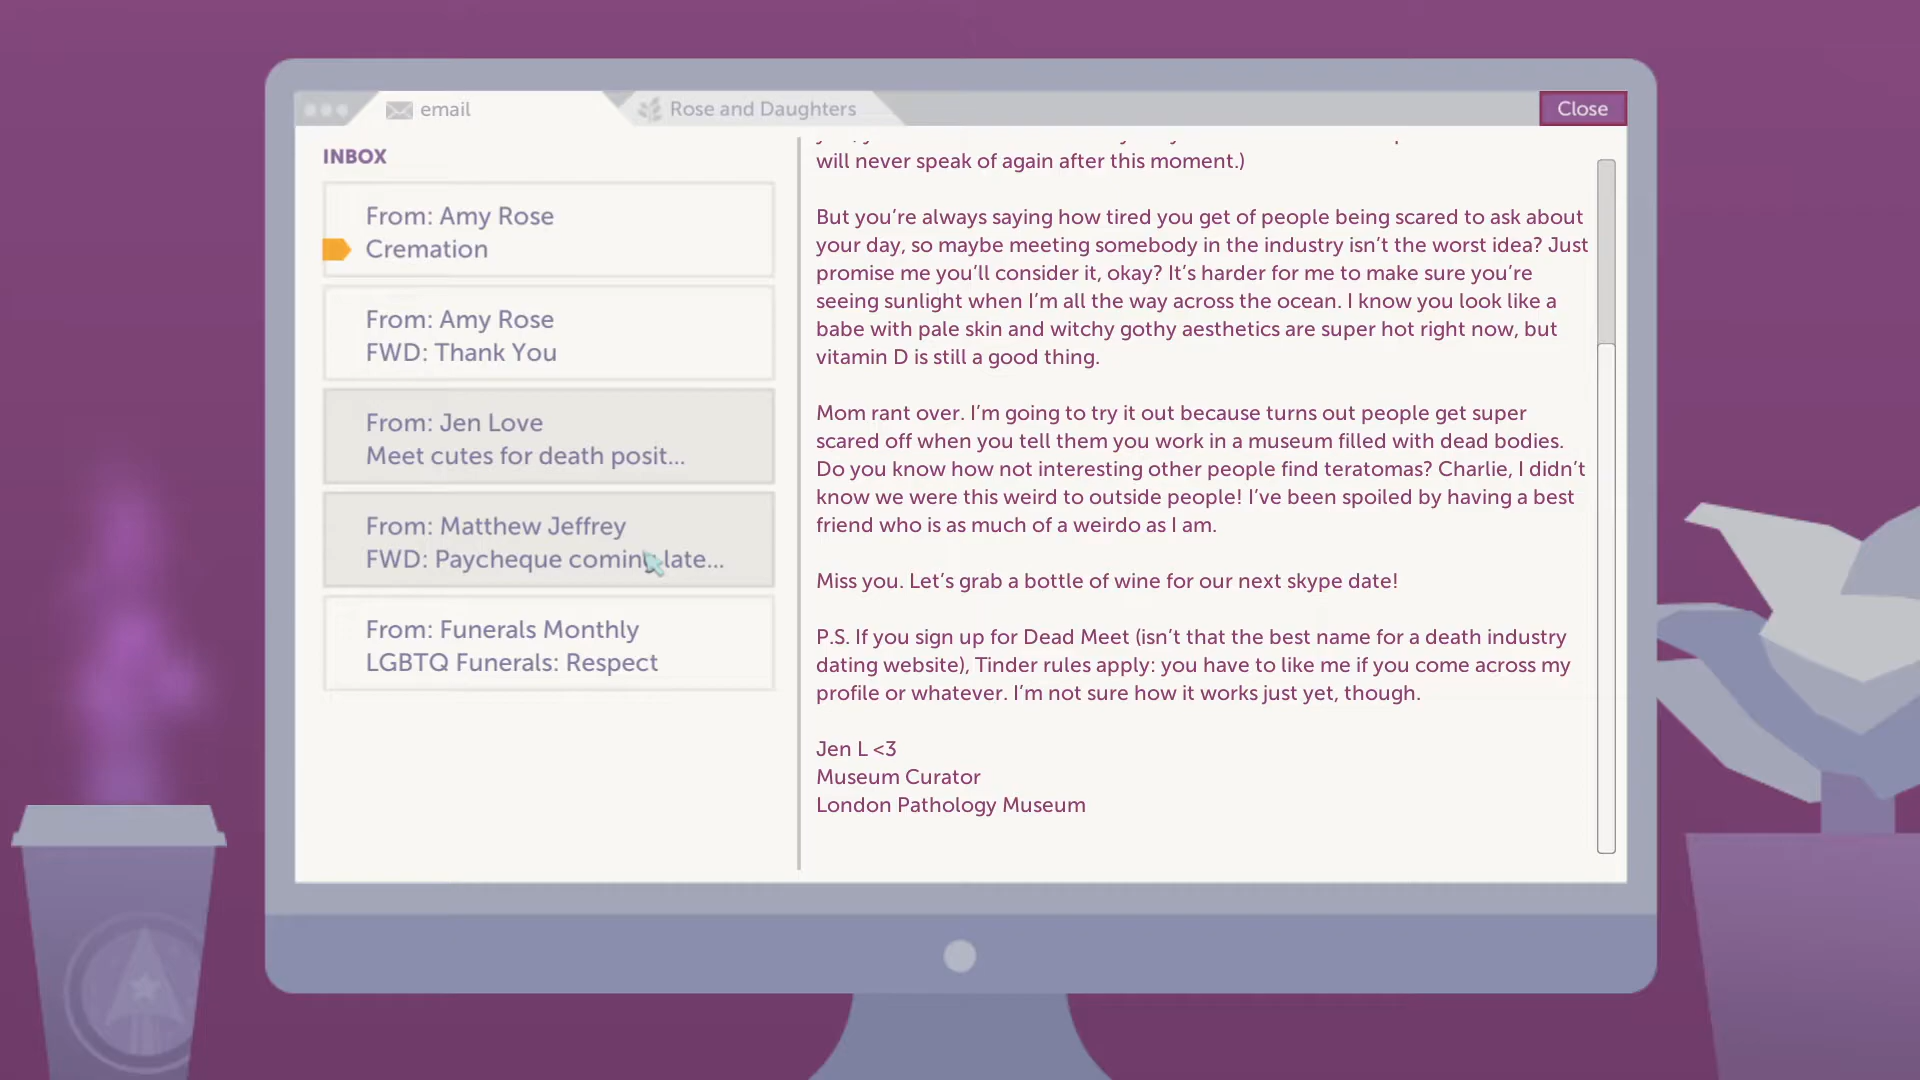 email
Rose and Daughters
Close
INBOX
From: Amy Rose
Cremation
From: Amy Rose
FWD: Thank You
From: Jen Love
Meet cutes for death posit...
From: Matthew Jeffrey
FWD: Paycheque coming late...
From: Funerals Monthly
LGBTQ Funerals: Respect
will never speak of again after this moment.)
But you’re always saying how tired you get of people being scared to ask about
your day, so maybe meeting somebody in the industry isn’t the worst idea? Just
promise me you’ll consider it, okay? It’s harder for me to make sure you’re
seeing sunlight when I’m all the way across the ocean. I know you look like a
babe with pale skin and witchy gothy aesthetics are super hot right now, but
vitamin D is still a good thing.
Mom rant over. I’m going to try it out because turns out people get super
scared off when you tell them you work in a museum filled with dead bodies.
Do you know how not interesting other people find teratomas? Charlie, I didn’t
know we were this weird to outside people! I’ve been spoiled by having a best
friend who is as much of a weirdo as I am.
Miss you. Let’s grab a bottle of wine for our next skype date!
P.S. If you sign up for Dead Meet (isn’t that the best name for a death industry
dating website), Tinder rules apply: you have to like me if you come across my
profile or whatever. I’m not sure how it works just yet, though.
Jen L <3
Museum Curator
London Pathology Museum